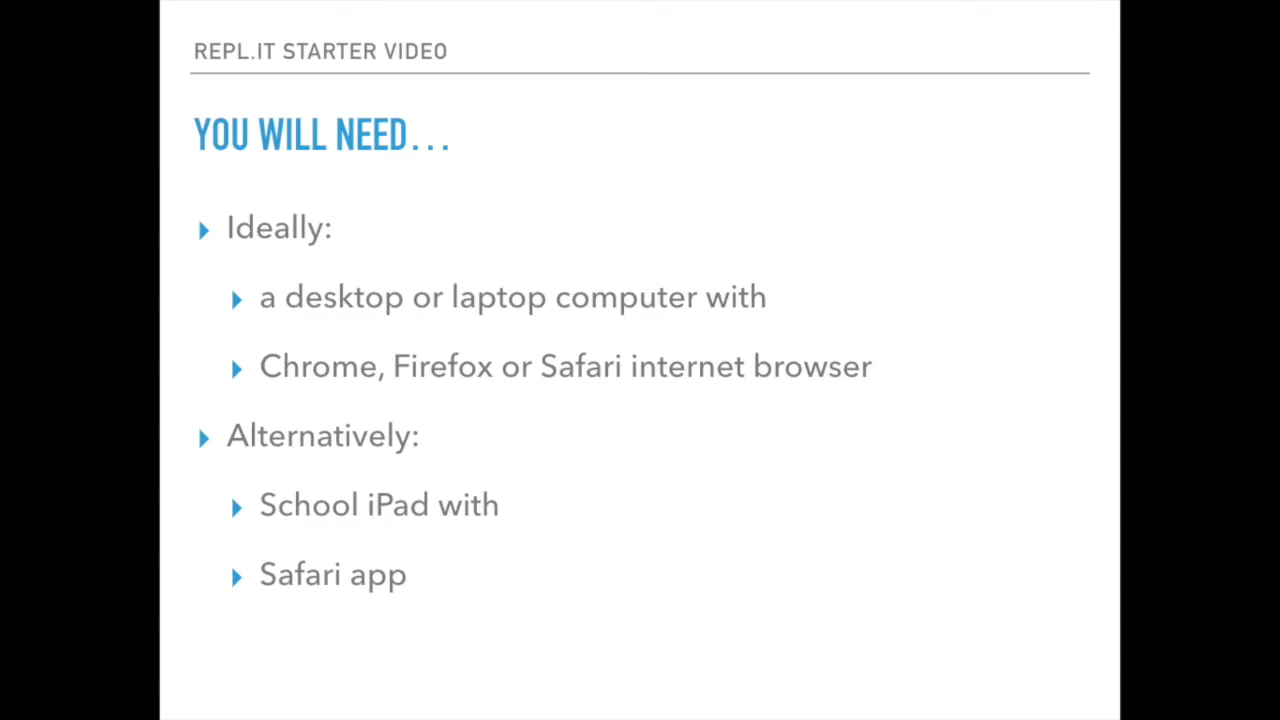 REPL.IT STARTER VIDEO
YOU WILL NEED...
Ideally:
a desktop or laptop computer with
Chrome, Firefox or Safari internet browser
Alternatively:
School iPad with
Safari app